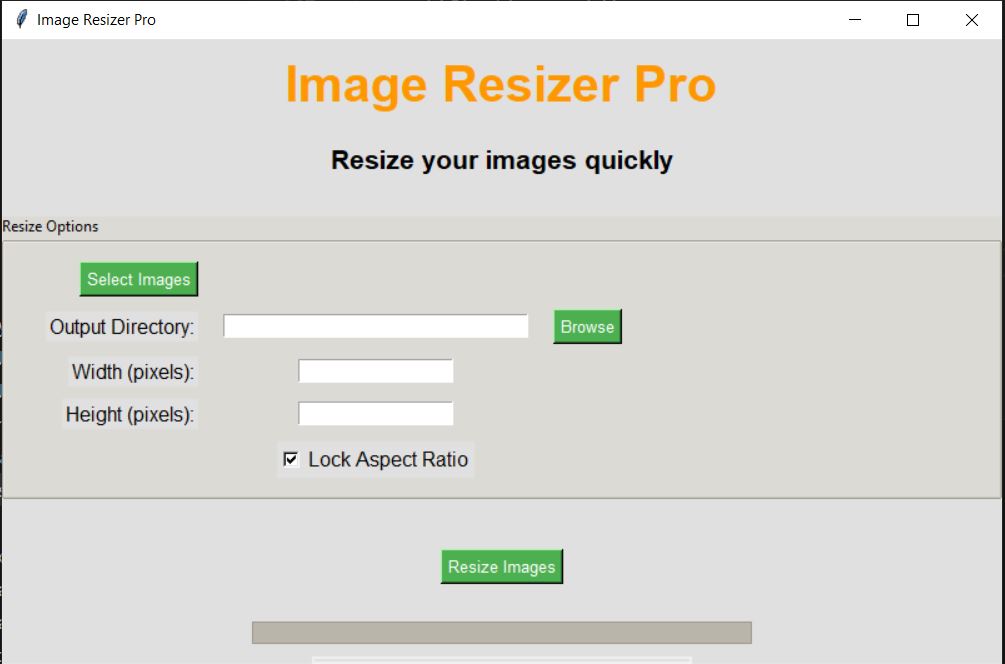 Image Resizer Pro
Image Resizer Pro
Resize your images quickly
Resize Options
Select Images
Output Directory:
Browse
Width (pixels):
Height (pixels):
Lock Aspect Ratio
Resize Images